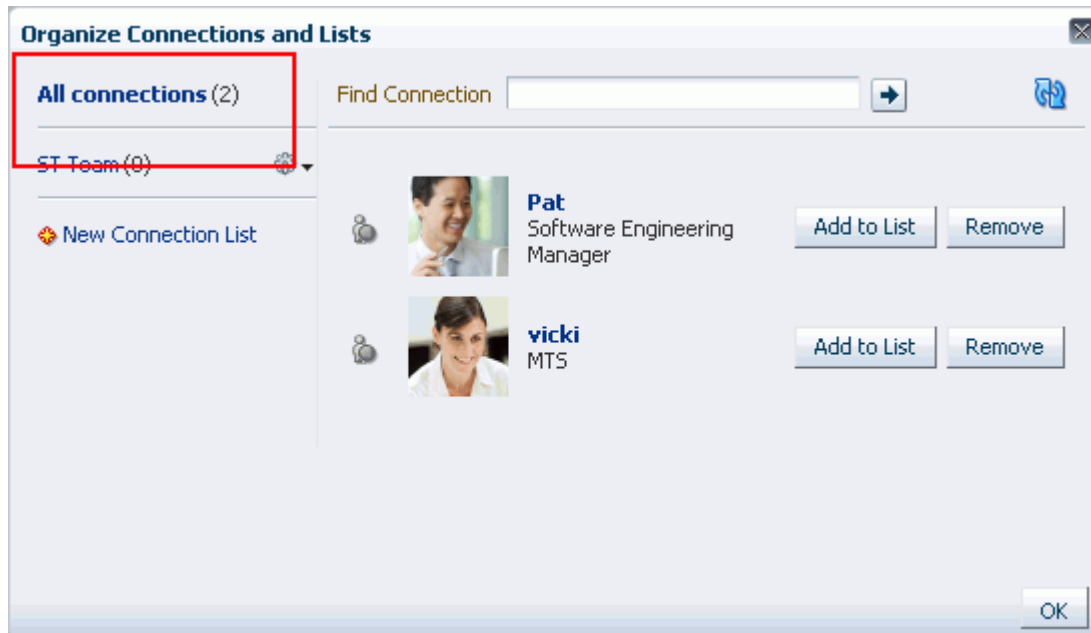 Organize Connections and Lists
All connections (2)
Find Connection
ST Team (0)
New Connection List
Pat
Software Engineering
Manager
Add to List
Remove
vicki
MTS
Add to List
Remove
OK